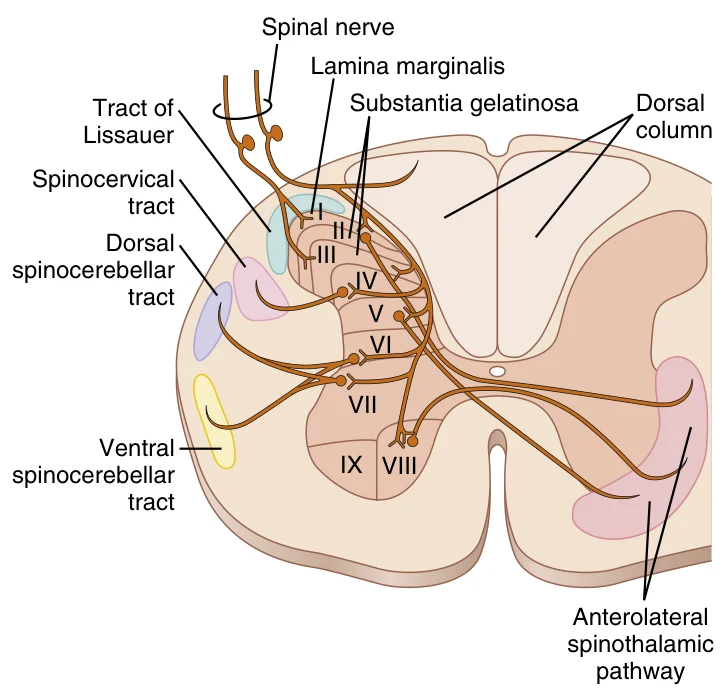 Spinal nerve
Lamina marginalis
Substantia gelatinosa
Tract of
Lissauer
Dorsal
column
Spinocervical
tract
Dorsal
spinocerebellar
tract
I
II
III
IV
V
VI
VII
IX
VIII
Ventral
spinocerebellar
tract
Anterolateral
spinothalamic
pathway